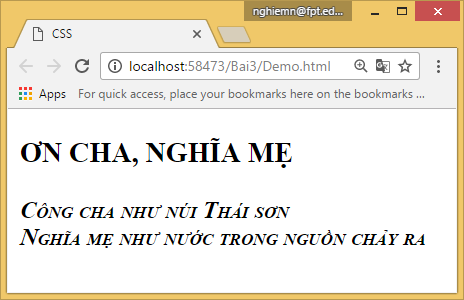 nghiemn@fpt.ed...
CSS
localhost:58473/Bai3/Demo.html
Apps For quick access, place your bookmarks here on the bookmarks ...
ƠN CHA, NGHĨA MẸ
Công cha như núi Thái sơn
Nghĩa mẹ như nước trong nguồn chảy ra